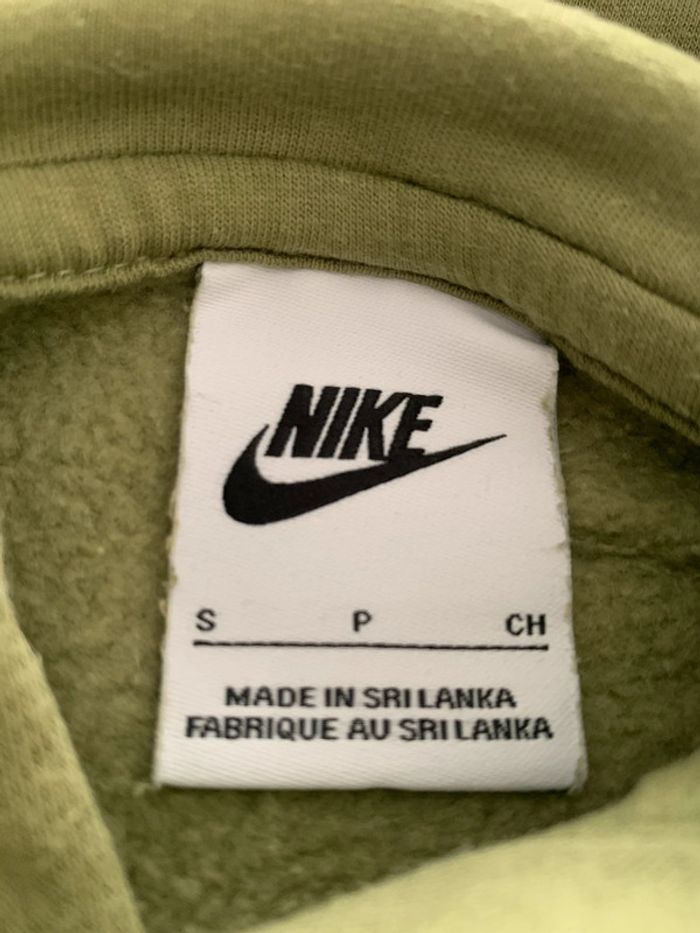 NIKE
S P CH
MADE IN SRI LANKA
FABRIQUE AU SRI LANKA